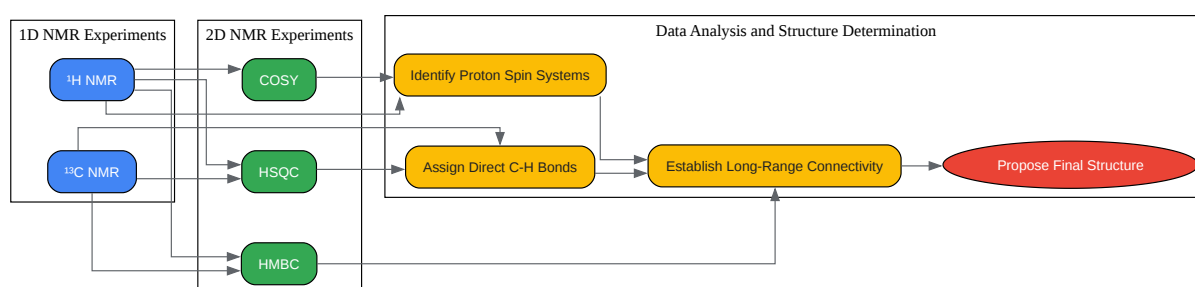 1D NMR Experiments
2D NMR Experiments
Data Analysis and Structure Determination
¹H NMR
COSY
Identify Proton Spin Systems
¹³C NMR
HSQC
Assign Direct C-H Bonds
Establish Long-Range Connectivity
Propose Final Structure
HMBC